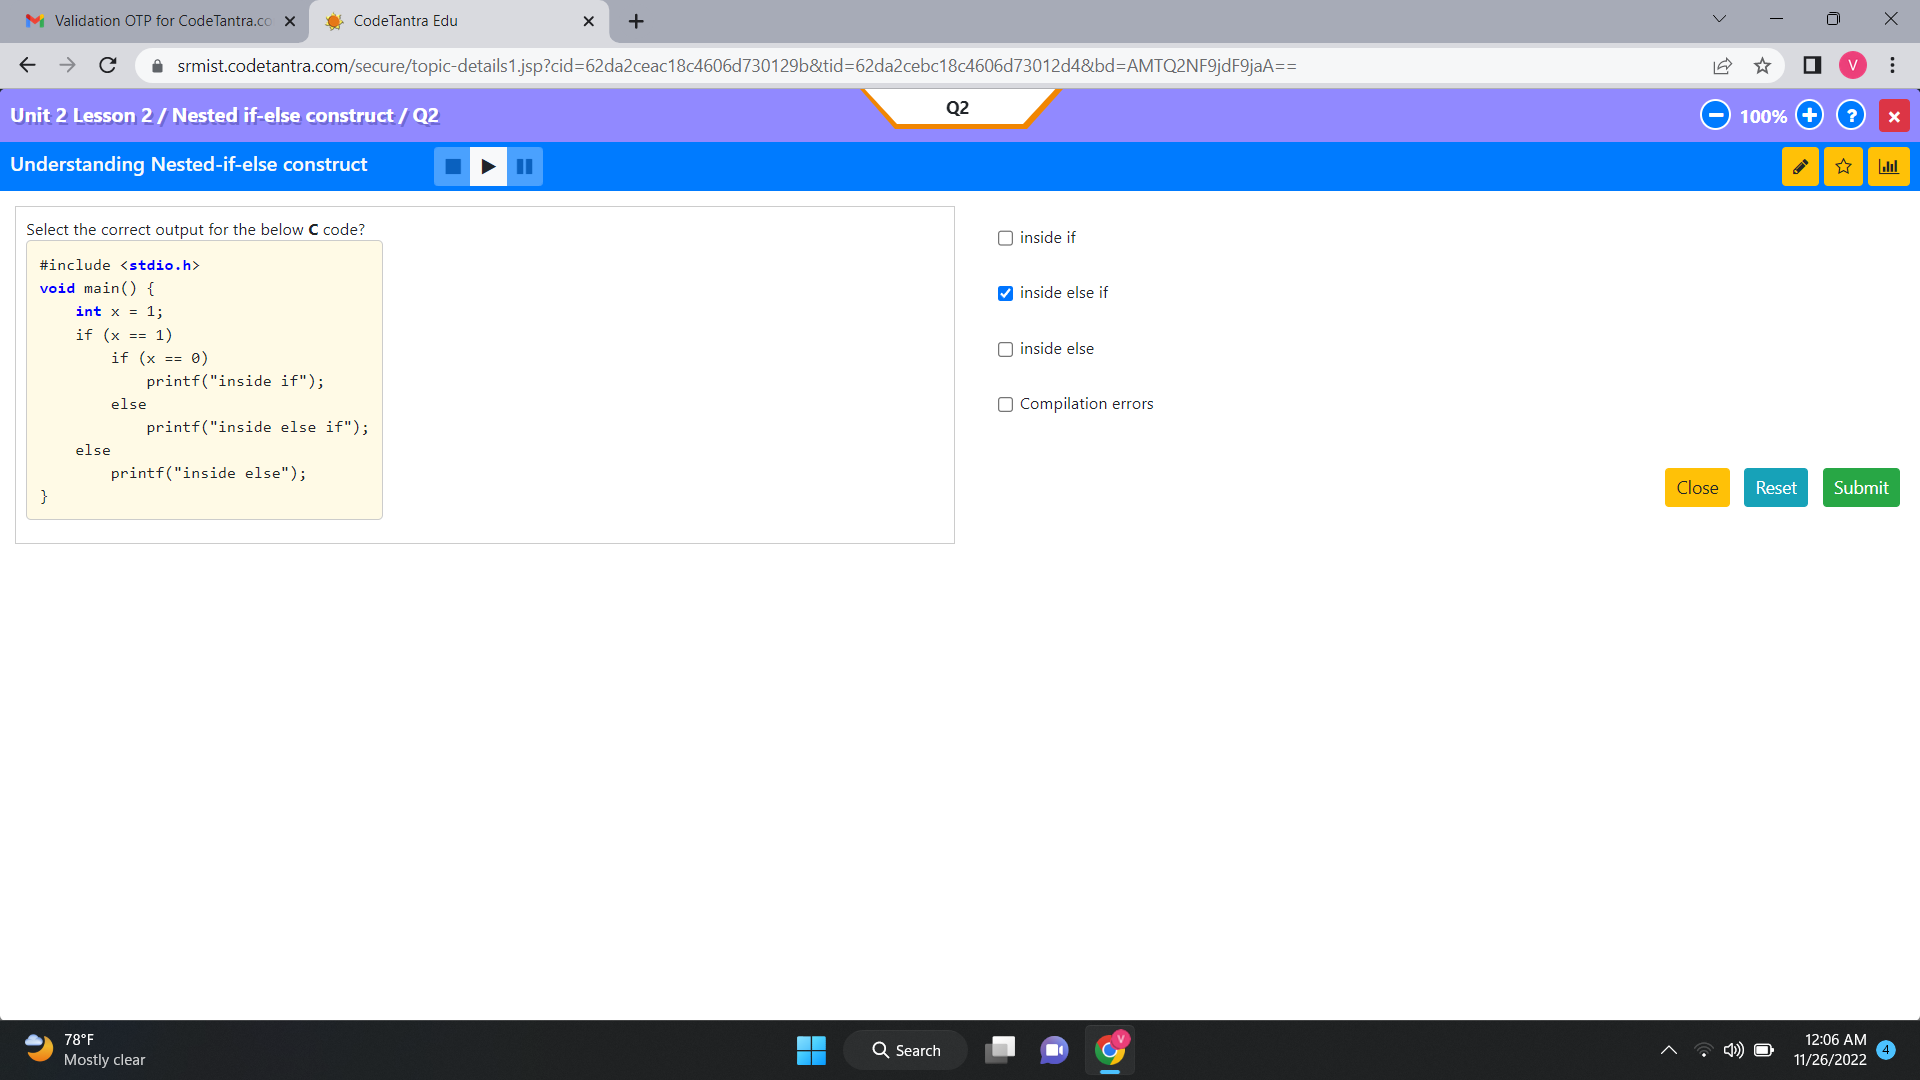 Validation OTP for CodeTantra.co
CodeTantra Edu
srmist.codetantra.com/secure/topic-details1.jsp?cid=62da2ceac18c4606d730129b&tid=62da2cebc18c4606d73012d4&bd=AMTQ2NF9jdF9jaA==
V
Unit 2 Lesson 2 / Nested if-else construct / Q2
Q2
100%
?
Understanding Nested-if-else construct
Select the correct output for the below C code?
#include <stdio.h>
void main() {
    int x = 1;
    if (x == 1)
        if (x == 0)
            printf("inside if");
        else
            printf("inside else if");
    else
        printf("inside else");
}
inside if
inside else if
inside else
Compilation errors
Close
Reset
Submit
78°F
Mostly clear
Search
V
12:06 AM
11/26/2022
4